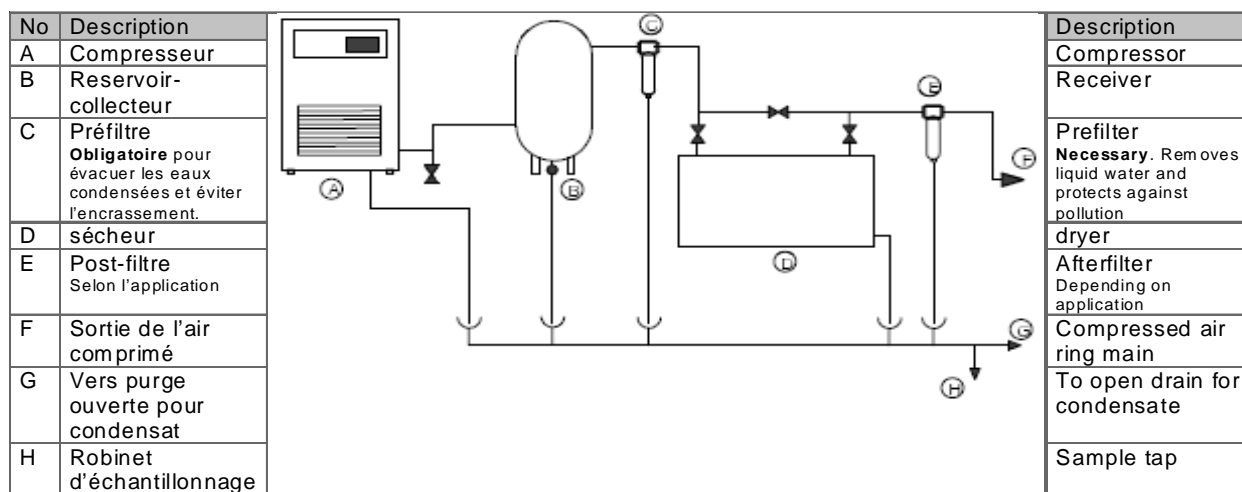 No Description
A Compresseur
B Reservoir-
collecteur
C Préfiltre
Obligatoire pour
évacuer les eaux
condensées et éviter
l'encrassement.
D sécheur
E Post-filtre
Selon l'application
F Sortie de l'air
comprimé
G Vers purge
ouverte pour
condensat
H Robinet
d'échantillonnage
A
B
C
D
E
F
G
H
Description
Compressor
Receiver
Prefilter
Necessary. Removes
liquid water and
protects against
pollution
dryer
Afterfilter
Depending on
application
Compressed air
ring main
To open drain for
condensate
Sample tap